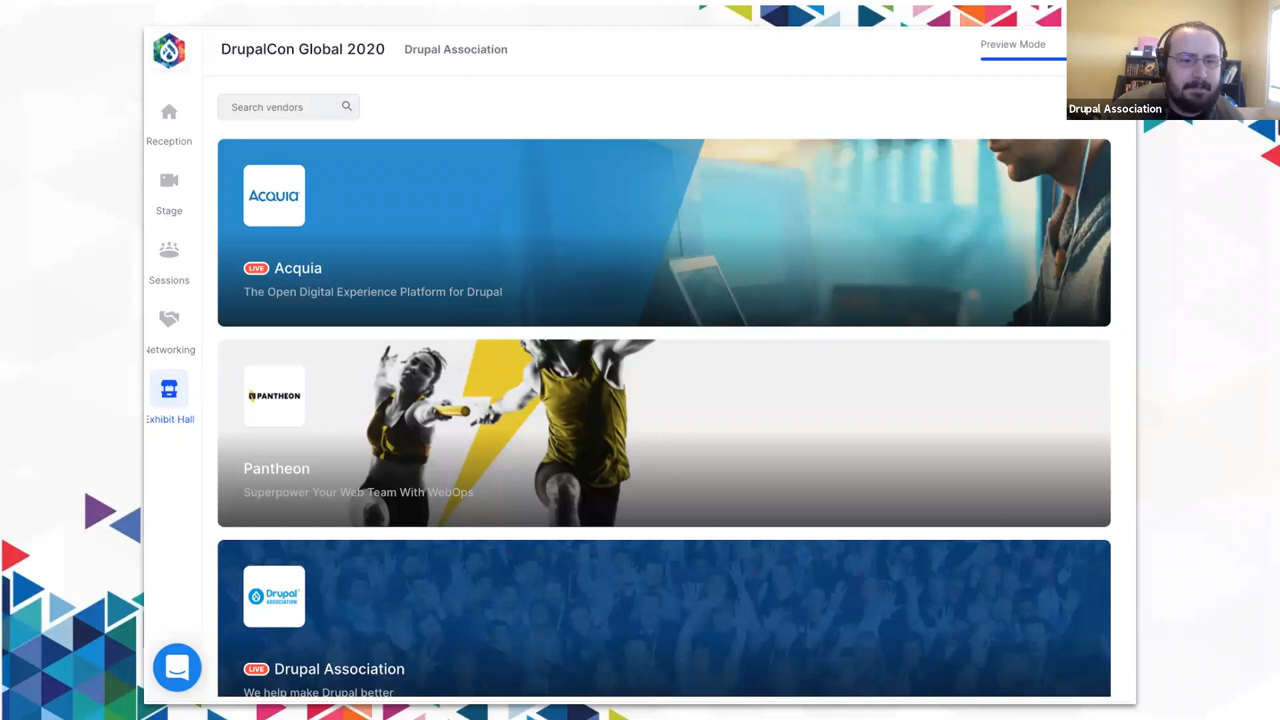 DrupalCon Global 2020
Drupal Association
Preview Mode
Drupal Association
Search vendors
Reception
Stage
Sessions
Networking
Exhibit Hall
ACQUIA
LIVE Acquia
The Open Digital Experience Platform for Drupal
PANTHEON
Pantheon
Superpower Your Web Team With WebOps
Drupal
ASSOCIATION
LIVE Drupal Association
We help make Drupal better